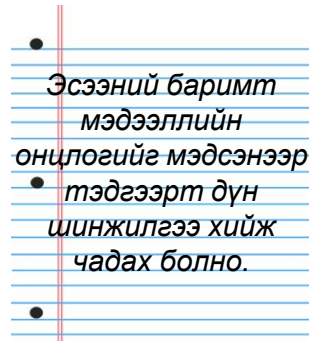 Эсээний баримт
мэдээллийн
онцлогийг мэдсэнээр
тэдгээрт дүн
шинжилгээ хийж
чадах болно.